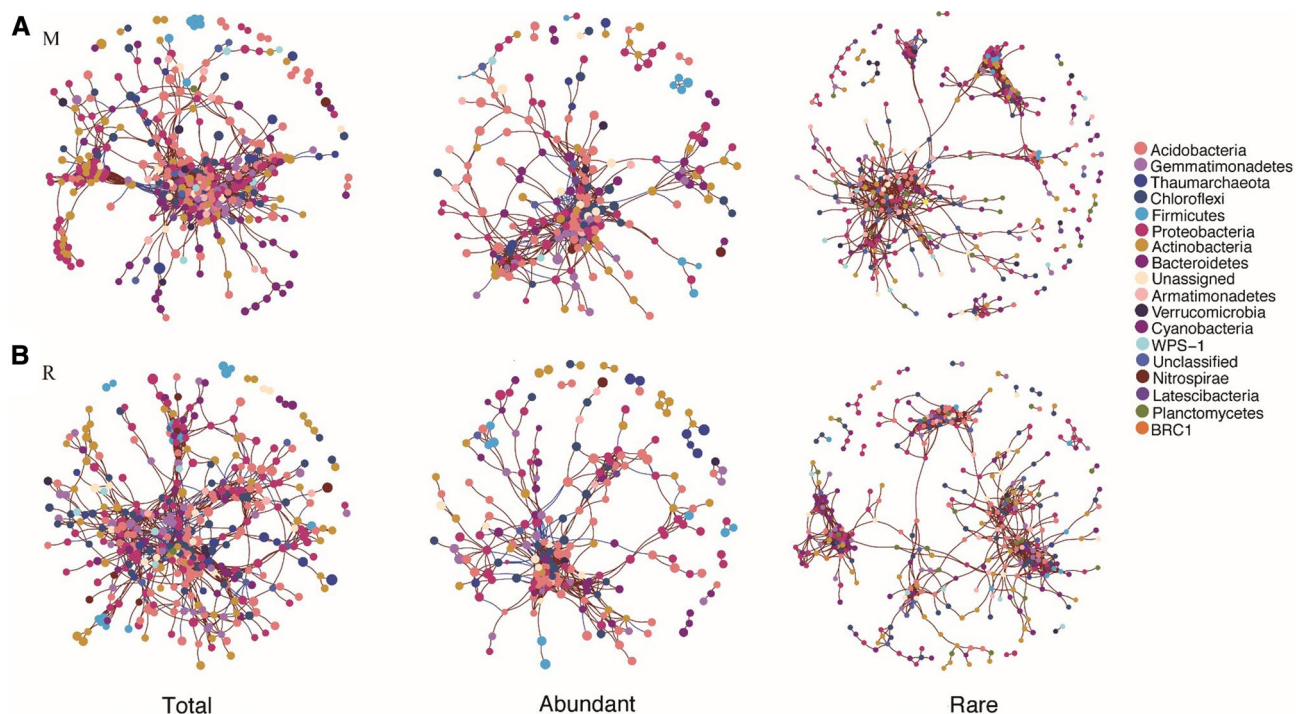 A
M
Acidobacteria
Gemmatimonadetes
Thaumarchaeota
Chloroflexi
Firmicutes
Proteobacteria
Actinobacteria
Bacteroidetes
Unassigned
Armatimonadetes
Verrucomicrobia
Cyanobacteria
WPS-1
Unclassified
Nitrospirae
Latescibacteria
Planctomycetes
BRC1
B
R
Total
Abundant
Rare